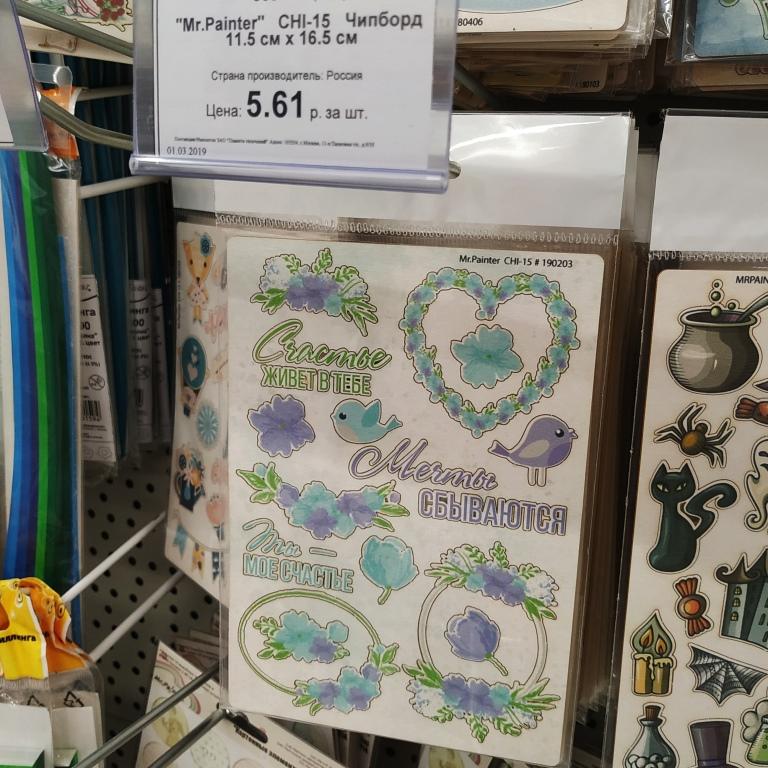 "Mr.Painter" CHI-15 Чипборд
11.5 см x 16.5 см
Страна производитель: Россия
Цена: 5.61 р. за шт.
01.03.2019
80406
Mr.Painter CHI-15 # 190203
Счастье
ЖИВЕТ В ТЕБЕ
Мечты
СБЫВАЮТСЯ
Ты —
МОЕ СЧАСТЬЕ